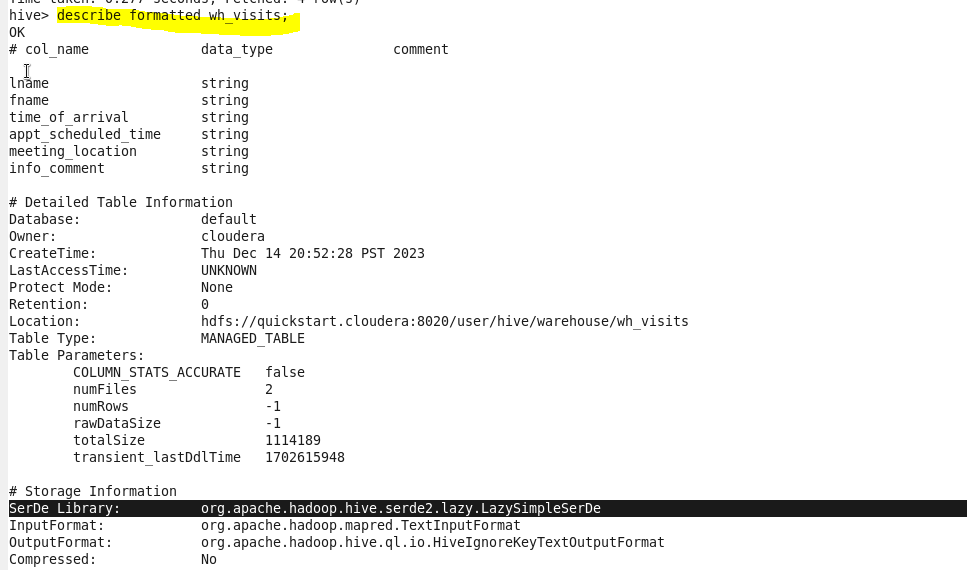 Time taken: 0.277 seconds, Fetched: 4 row(s)
hive> describe formatted wh_visits;
OK
# col_name data_type comment
lname string
fname string
time_of_arrival string
appt_scheduled_time string
meeting_location string
info_comment string
# Detailed Table Information
Database: default
Owner: cloudera
CreateTime: Thu Dec 14 20:52:28 PST 2023
LastAccessTime: UNKNOWN
Protect Mode: None
Retention: 0
Location: hdfs://quickstart.cloudera:8020/user/hive/warehouse/wh_visits
Table Type: MANAGED_TABLE
Table Parameters:
COLUMN_STATS_ACCURATE false
numFiles 2
numRows -1
rawDataSize -1
totalSize 1114189
transient_lastDdlTime 1702615948
# Storage Information
SerDe Library: org.apache.hadoop.hive.serde2.lazy.LazySimpleSerDe
InputFormat: org.apache.hadoop.mapred.TextInputFormat
OutputFormat: org.apache.hadoop.hive.ql.io.HiveIgnoreKeyTextOutputFormat
Compressed: No